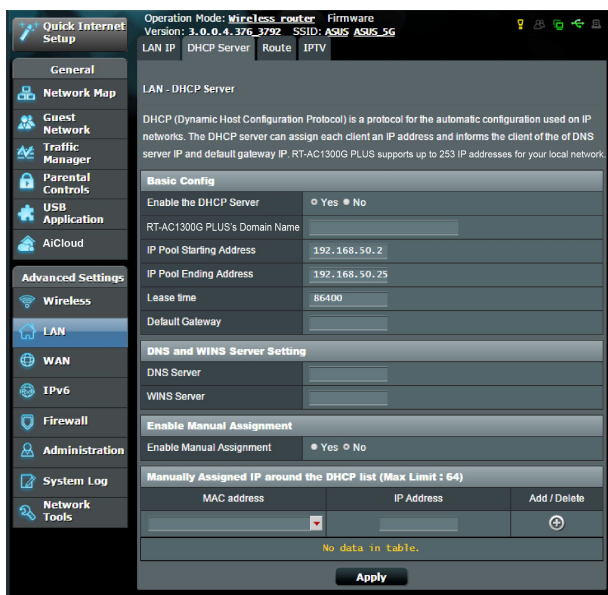 Quick Internet
Setup
General
Network Map
Guest
Network
Traffic
Manager
Parental
Controls
USB
Application
AiCloud
Advanced Settings
Wireless
LAN
WAN
IPv6
Firewall
Administration
System Log
Network
Tools
Operation Mode: Wireless router Firmware
Version: 3.0.0.4.376_3792 SSID: ASUS ASUS_5G
LAN IP DHCP Server Route IPTV
LAN - DHCP Server
DHCP (Dynamic Host Configuration Protocol) is a protocol for the automatic configuration used on IP
networks. The DHCP server can assign each client an IP address and informs the client of the of DNS
server IP and default gateway IP. RT-AC1300G PLUS supports up to 253 IP addresses for your local network.
Basic Config
Enable the DHCP Server Yes No
RT-AC1300G PLUS's Domain Name
IP Pool Starting Address 192.168.50.2
IP Pool Ending Address 192.168.50.25
Lease time 86400
Default Gateway
DNS and WINS Server Setting
DNS Server
WINS Server
Enable Manual Assignment
Enable Manual Assignment Yes No
Manually Assigned IP around the DHCP list (Max Limit : 64)
MAC address IP Address Add / Delete
No data in table.
Apply